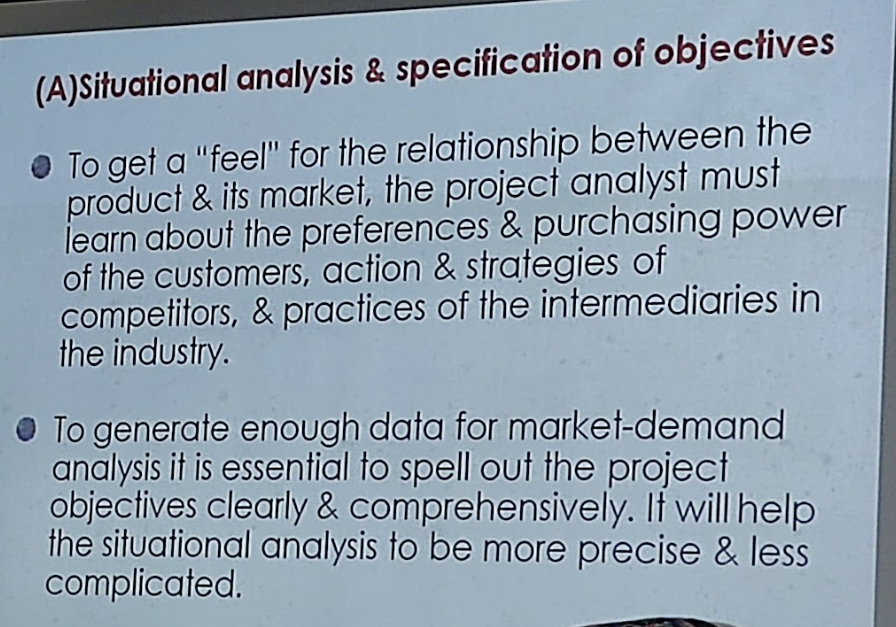 (A)Situational analysis & specification of objectives
To get a "feel" for the relationship between the
product & its market, the project analyst must
learn about the preferences & purchasing power
of the customers, action & strategies of
competitors, & practices of the intermediaries in
the industry.
To generate enough data for market-demand
analysis it is essential to spell out the project
objectives clearly & comprehensively. It will help
the situational analysis to be more precise & less
complicated.